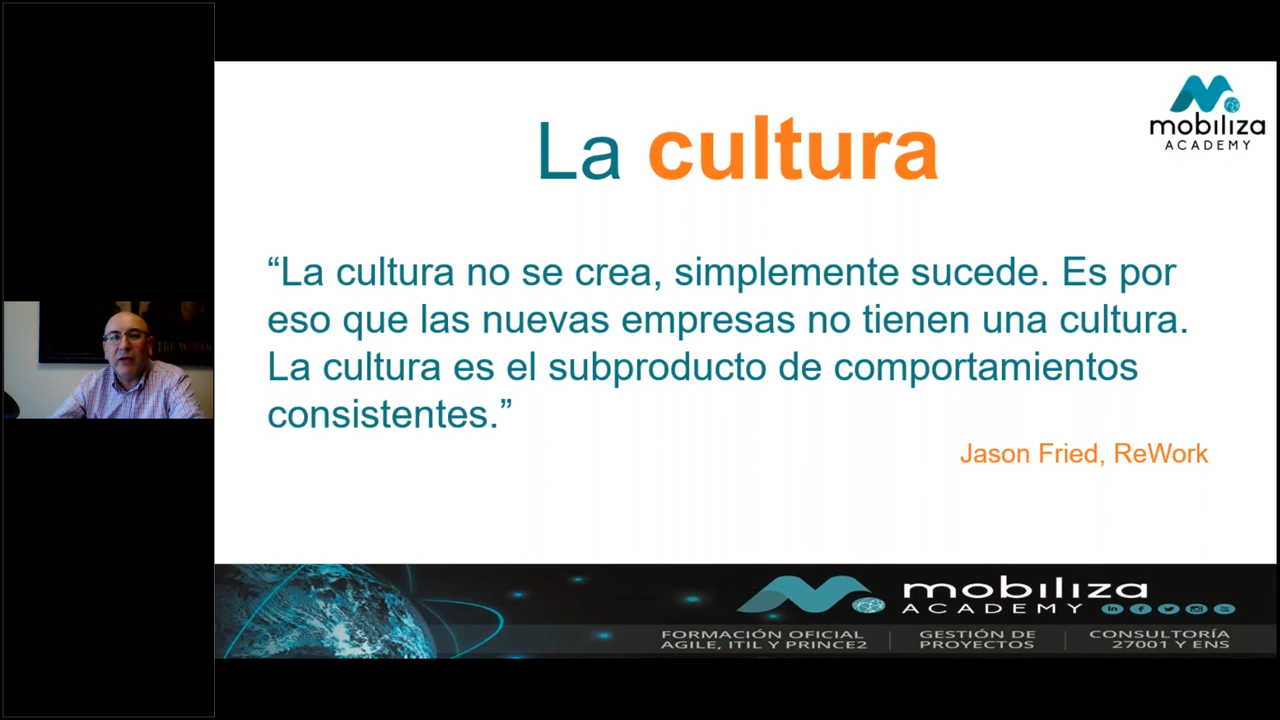 mobiliza
ACADEMY
La cultura
“La cultura no se crea, simplemente sucede. Es por
eso que las nuevas empresas no tienen una cultura.
La cultura es el subproducto de comportamientos
consistentes.”
Jason Fried, ReWork
mobiliza
ACADEMY
FORMACIÓN OFICIAL
AGILE, ITIL Y PRINCE2
GESTIÓN DE
PROYECTOS
CONSULTORÍA
27001 Y ENS